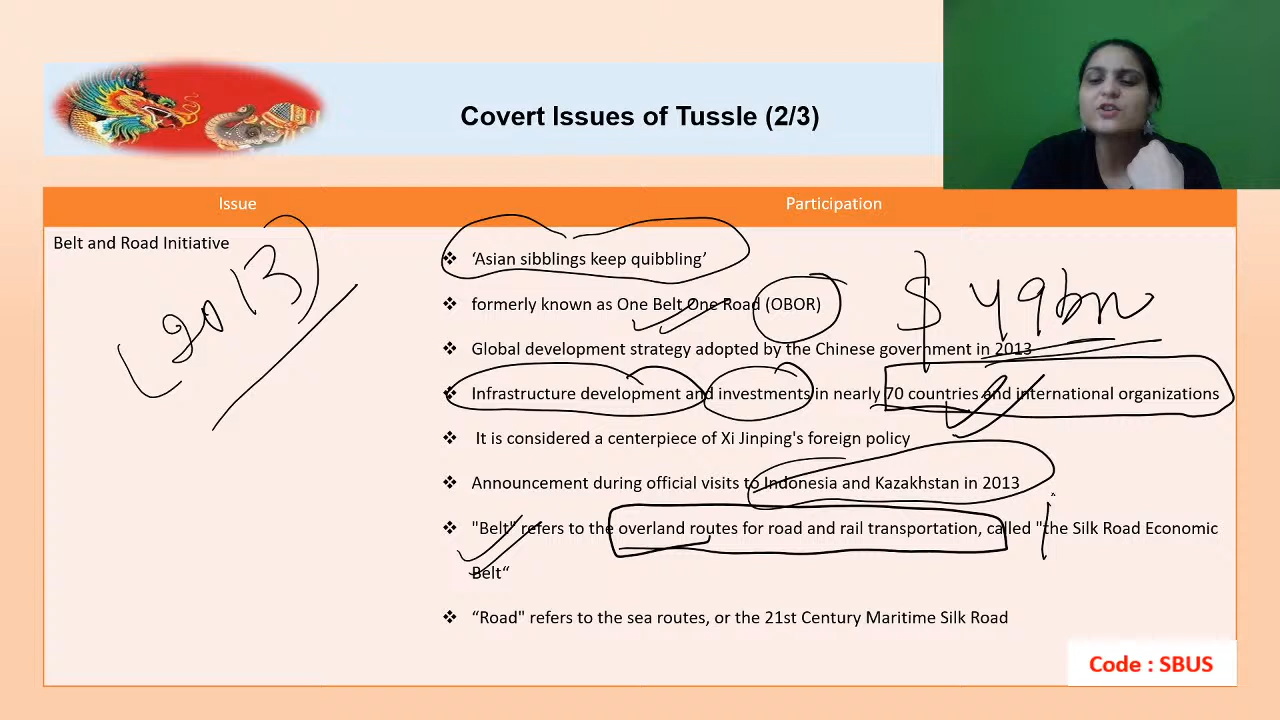 Covert Issues of Tussle (2/3)
Issue
Participation
Belt and Road Initiative
[2013)
❖ ‘Asian sibblings keep quibbling’
❖ formerly known as One Belt One Road (OBOR)
$ 49bn
❖ Global development strategy adopted by the Chinese government in 2013
❖ Infrastructure development and investments in nearly 70 countries and international organizations
❖ It is considered a centerpiece of Xi Jinping's foreign policy
❖ Announcement during official visits to Indonesia and Kazakhstan in 2013
❖ "Belt" refers to the overland routes for road and rail transportation, called "the Silk Road Economic
Belt“
❖ “Road" refers to the sea routes, or the 21st Century Maritime Silk Road
Code : SBUS